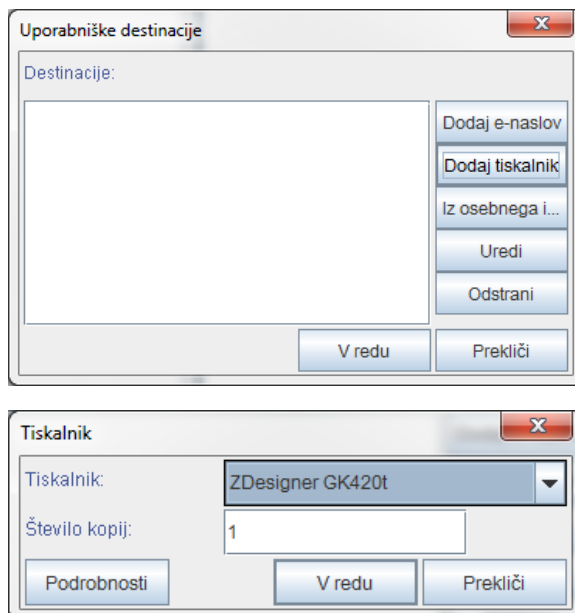 Uporabniške destinacije
Destinacije:
Dodaj e-naslov
Dodaj tiskalnik
Iz osebnega i...
Uredi
Odstrani
V redu
Prekliči
Tiskalnik
Tiskalnik:
ZDesigner GK420t
Število kopij:
1
Podrobnosti
V redu
Prekliči